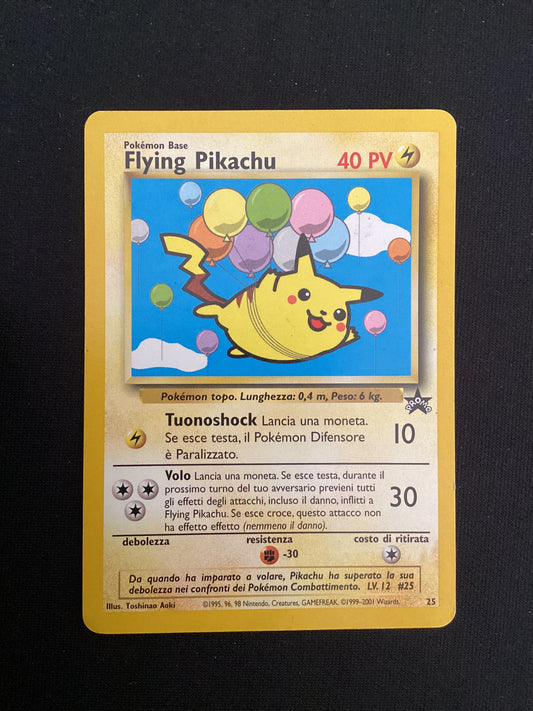 Pokémon Base
Flying Pikachu 40 PV
Pokémon topo. Lunghezza: 0,4 m, Peso: 6 kg.
PROMO
Tuonoshock Lancia una moneta.
Se esce testa, il Pokémon Difensore
è Paralizzato.
10
Volo Lancia una moneta. Se esce testa, durante il
prossimo turno del tuo avversario previeni tutti
gli effetti degli attacchi, incluso il danno, inflitti a
Flying Pikachu. Se esce croce, questo attacco non
ha effetto effetto (nemmeno il danno).
30
debolezza resistenza costo di ritirata
-30
Da quando ha imparato a volare, Pikachu ha superato la sua
debolezza nei confronti dei Pokémon Combattimento. LV. 12 #25
Illus. Toshinao Aoki ©1995, 96, 98 Nintendo, Creatures, GAMEFREAK. ©1999-2001 Wizards. 25